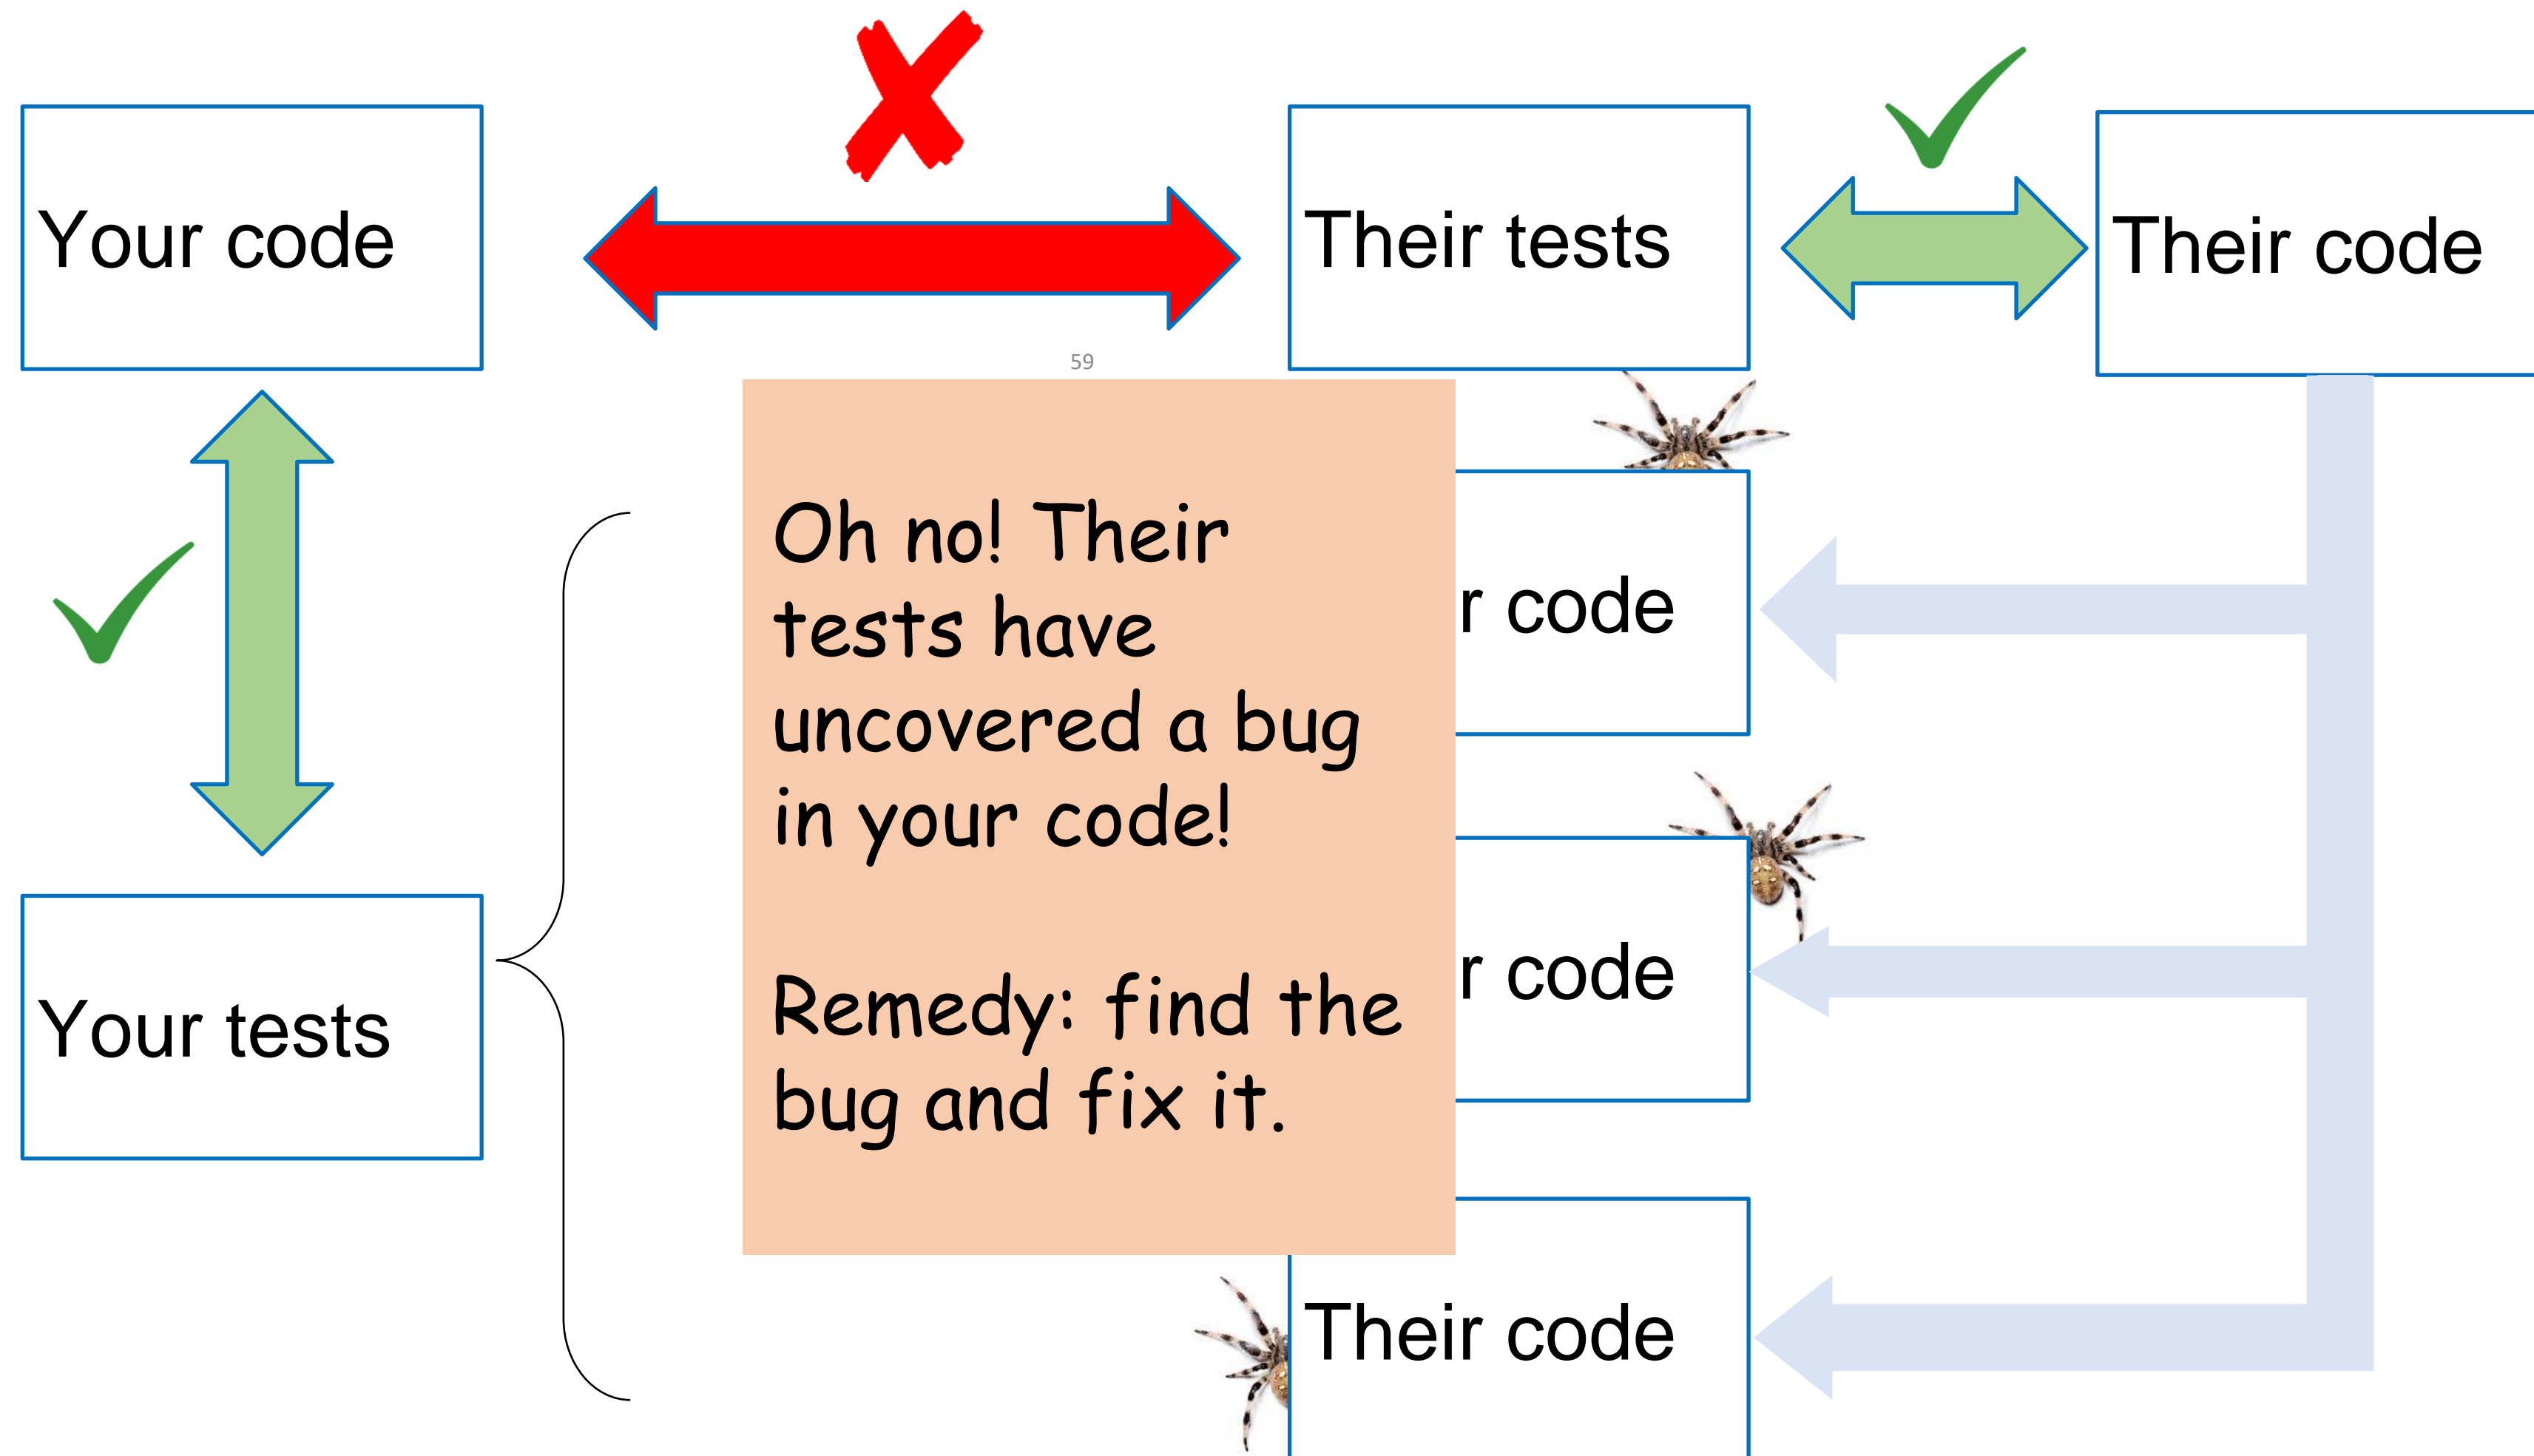 Your code
Their tests
Their code
59
Oh no! Their
tests have
uncovered a bug
in your code!
Remedy: find the
bug and fix it.
r code
r code
Their code
Your tests